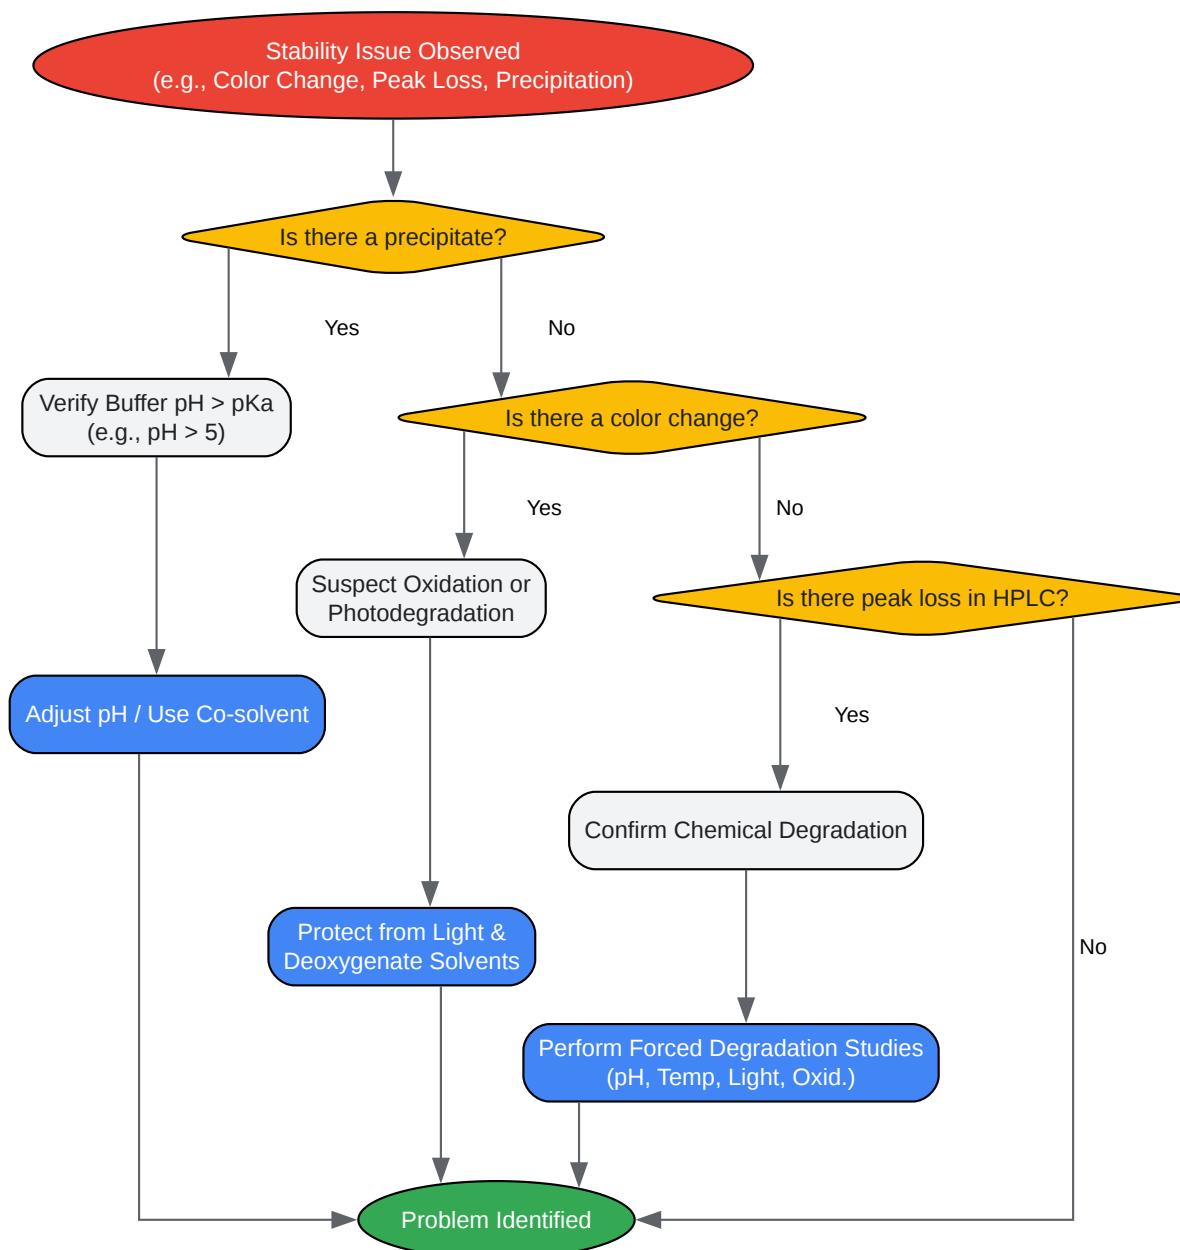 Stability Issue Observed
(e.g., Color Change, Peak Loss, Precipitation)
Is there a precipitate?
Yes
No
Verify Buffer pH > pKa
(e.g., pH > 5)
Is there a color change?
Yes
No
Suspect Oxidation or
Photodegradation
Is there peak loss in HPLC?
Adjust pH / Use Co-solvent
Yes
Confirm Chemical Degradation
Protect from Light &
Deoxygenate Solvents
No
Perform Forced Degradation Studies
(pH, Temp, Light, Oxid.)
Problem Identified